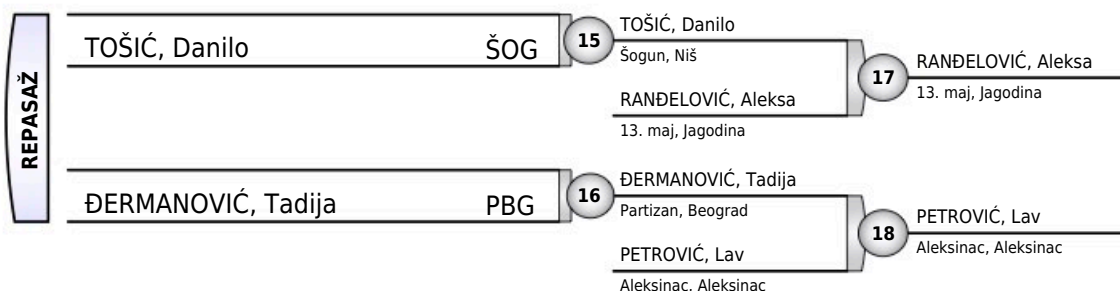 REPASAŽ
TOŠIĆ, Danilo ŠOG
15
TOŠIĆ, Danilo
Šogun, Niš
RANĐELOVIĆ, Aleksa
13. maj, Jagodina
17
RANĐELOVIĆ, Aleksa
13. maj, Jagodina
ĐERMANOVIĆ, Tadija PBG
16
ĐERMANOVIĆ, Tadija
Partizan, Beograd
PETROVIĆ, Lav
Aleksinac, Aleksinac
18
PETROVIĆ, Lav
Aleksinac, Aleksinac